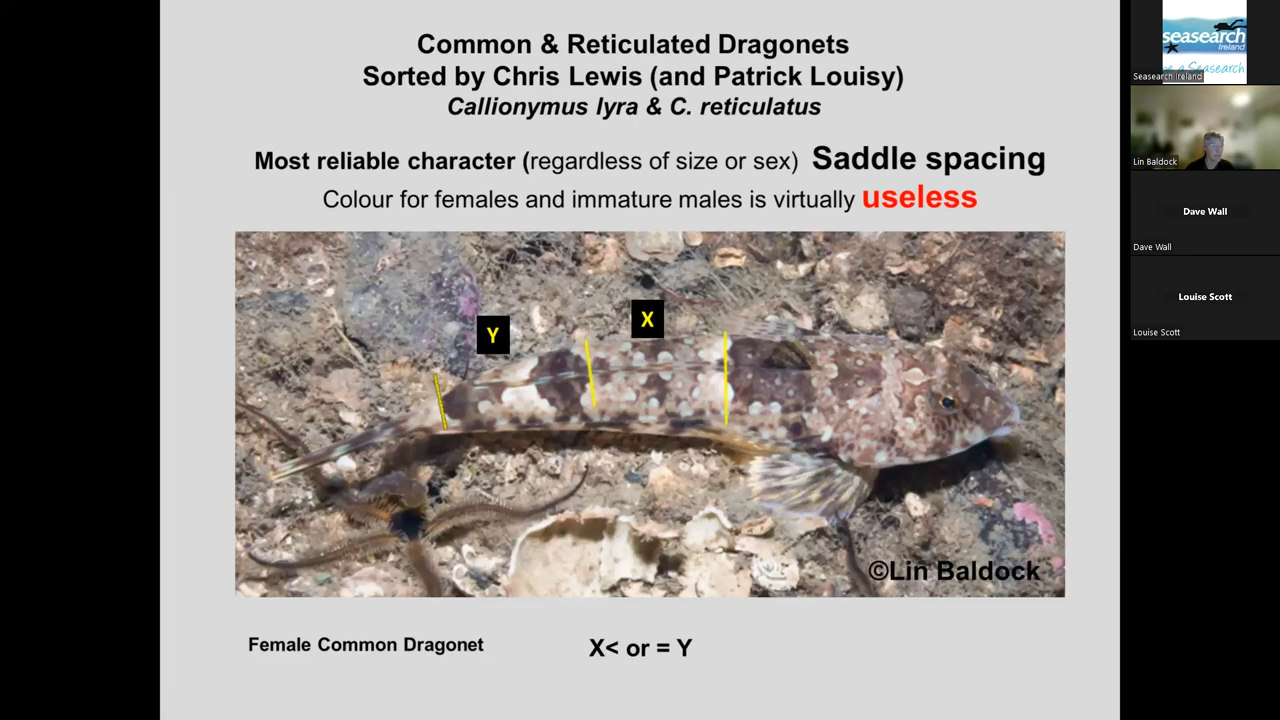 Common & Reticulated Dragonets
Sorted by Chris Lewis (and Patrick Louisy)
Callionymus lyra & C. reticulatus
Most reliable character (regardless of size or sex) Saddle spacing
Colour for females and immature males is virtually useless
Y
X
©Lin Baldock
Female Common Dragonet
X< or = Y
seasearch
Ireland
e a Seasearch
Seasearch Ireland
Lin Baldock
Dave Wall
Dave Wall
Louise Scott
Louise Scott